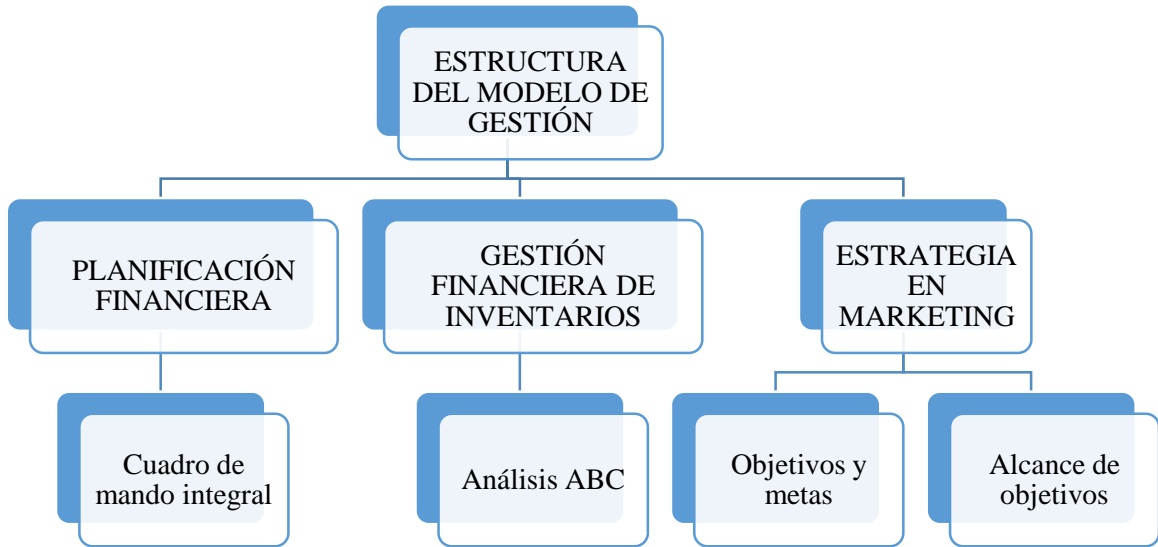 ESTRUCTURA
DEL MODELO DE
GESTIÓN
PLANIFICACIÓN
FINANCIERA
GESTIÓN
FINANCIERA DE
INVENTARIOS
ESTRATEGIA
EN
MARKETING
Cuadro de
mando integral
Análisis ABC
Objetivos y
metas
Alcance de
objetivos